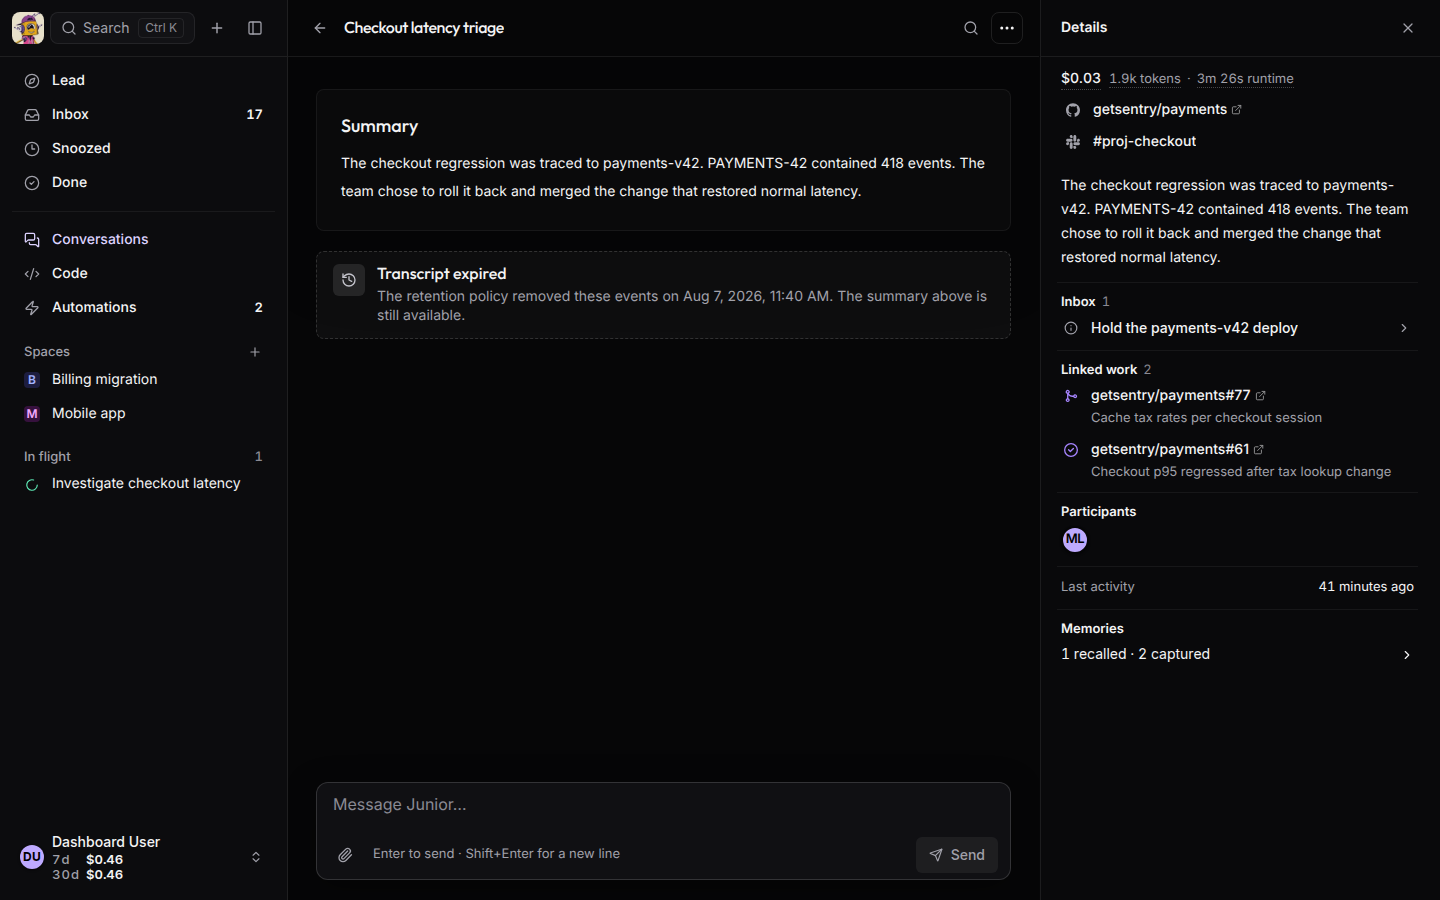 Search Ctrl K
Lead
Inbox 17
Snoozed
Done
Conversations
Code
Automations 2
Spaces
B Billing migration
M Mobile app
In flight 1
Investigate checkout latency
DU Dashboard User
7d $0.46
30d $0.46
Checkout latency triage
Summary
The checkout regression was traced to payments-v42. PAYMENTS-42 contained 418 events. The
team chose to roll it back and merged the change that restored normal latency.
Transcript expired
The retention policy removed these events on Aug 7, 2026, 11:40 AM. The summary above is
still available.
Message Junior...
Enter to send · Shift+Enter for a new line
Send
Details
$0.03 1.9k tokens · 3m 26s runtime
getsentry/payments
#proj-checkout
The checkout regression was traced to payments-
v42. PAYMENTS-42 contained 418 events. The team
chose to roll it back and merged the change that
restored normal latency.
Inbox 1
Hold the payments-v42 deploy
Linked work 2
getsentry/payments#77
Cache tax rates per checkout session
getsentry/payments#61
Checkout p95 regressed after tax lookup change
Participants
ML
Last activity 41 minutes ago
Memories
1 recalled · 2 captured